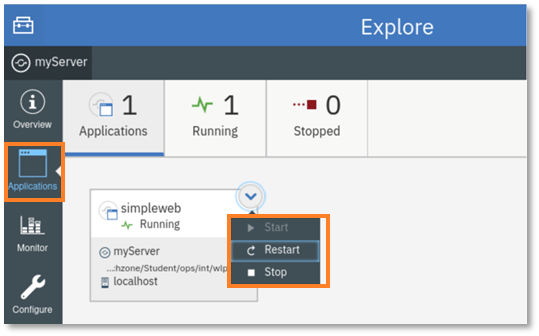 Explore
myServer
Overview
Applications
Monitor
Configure
1
Applications
1
Running
0
Stopped
simpleweb
Running
myServer
...:hzone/Student/ops/int/wlp
localhost
Start
Restart
Stop